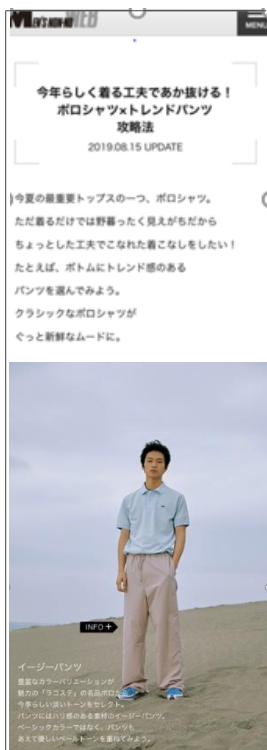 MEN'S NON-NO WEB
MENU
今年らしく着る工夫であか抜ける！
ポロシャツ×トレンドパンツ
攻略法
2019.08.15 UPDATE
今夏の最重要トップスの一つ、ポロシャツ。
ただ着るだけでは野暮ったく見えがちだから
ちょっとした工夫でこなれた着こなしをしたい！
たとえば、ボトムにトレンド感のある
パンツを選んでみよう。
クラシックなポロシャツが
ぐっと新鮮なムードに。
INFO＋
イージーパンツ
豊富なカラーバリエーションが
魅力の「ラコステ」の名品ポロか
今季らしい淡いトーンをセレクト。
パンツにはハリ感のある素材のイージーパンツ。
ベーシックカラーではなく、パンツも
あえて優しいペールトーンを重ねてみよう。